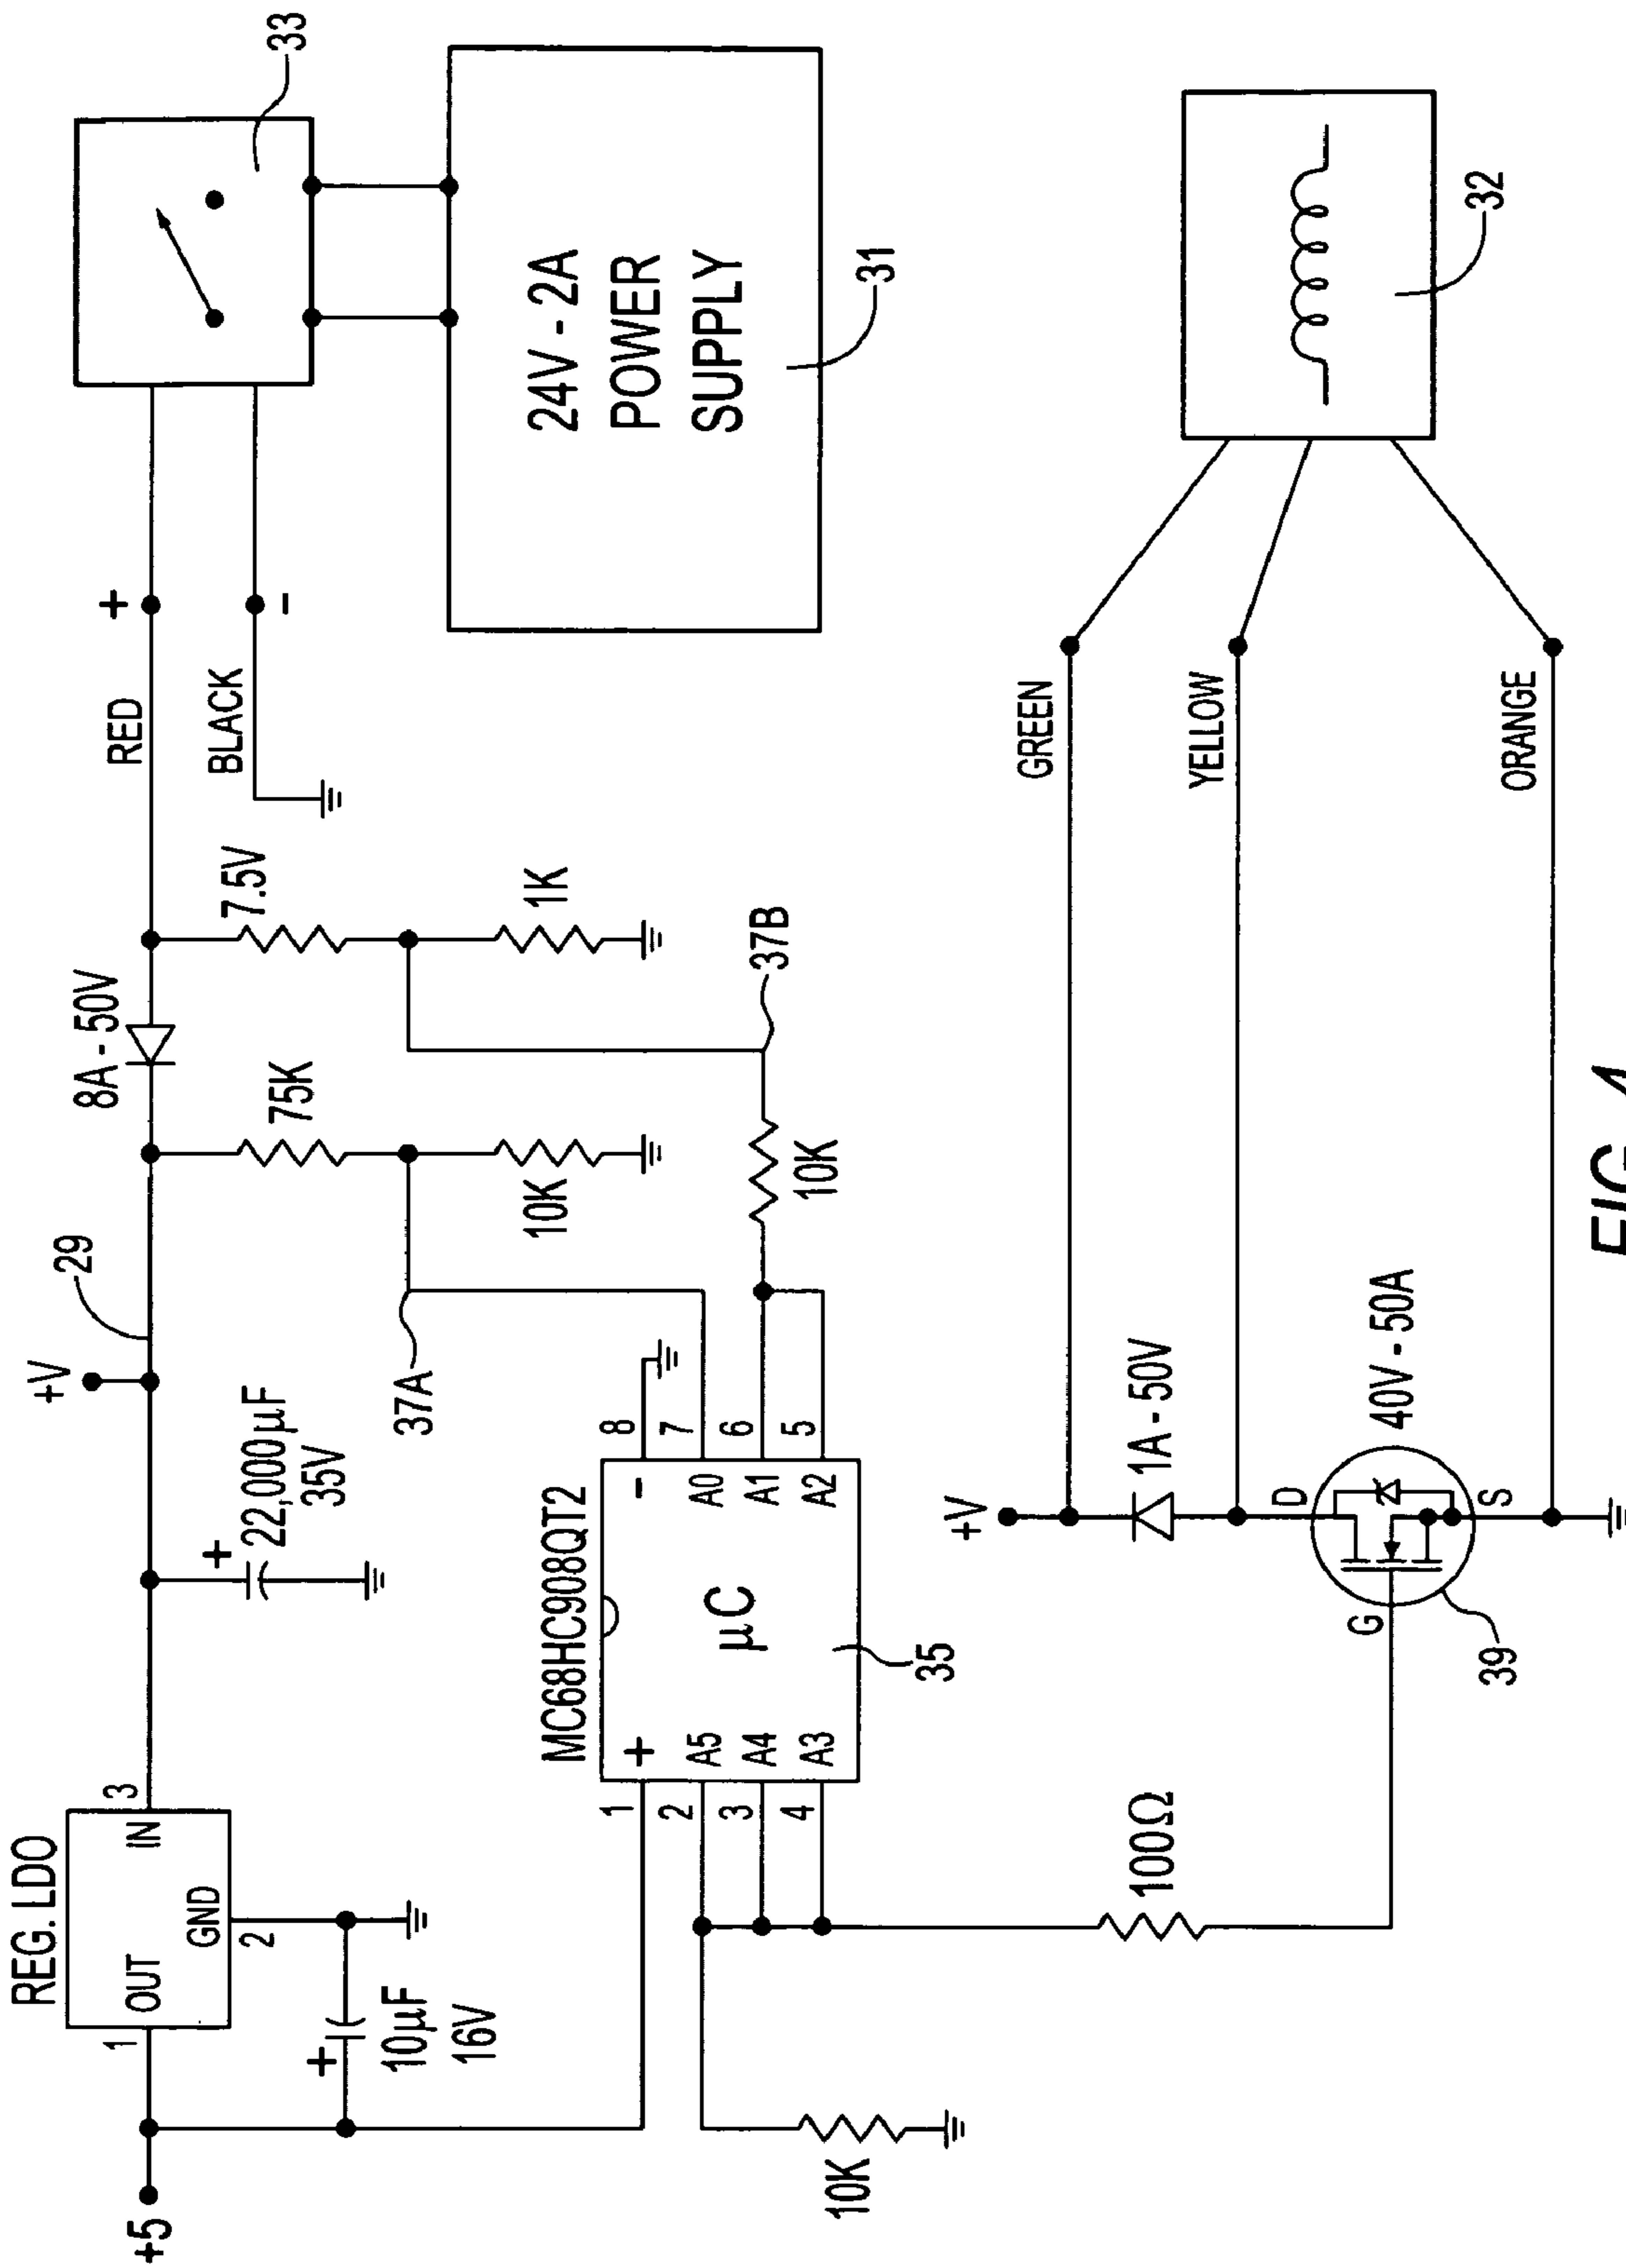 REG. LDO
OUT
IN
GND
1
2
3
+5
+
10µF
16V
+
22,000µF
35V
+V
29
8A - 50V
75K
10K
7.5V
1K
RED
+
BLACK
-
33
24V - 2A
POWER
SUPPLY
31
37A
37B
10K
MC68HC908QT2
µC
+
A5
A4
A3
-
A0
A1
A2
1
2
3
4
8
7
6
5
35
10K
100Ω
+V
1A - 50V
D
G
S
40V - 50A
39
GREEN
YELLOW
ORANGE
32